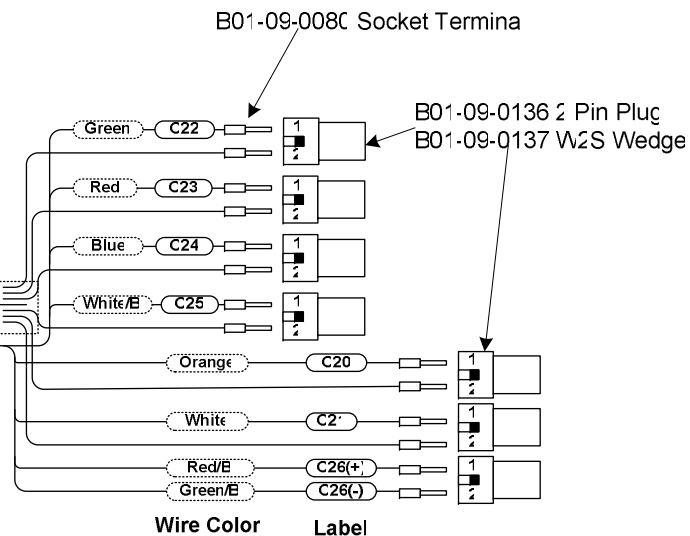 B01-09-0080 Socket Termina
B01-09-0136 2 Pin Plug
B01-09-0137 W2S Wedge
Green C22 1
2
Red C23 1
2
Blue C24 1
2
White/B C25 1
2
Orange C20 1
2
White 1
2
Red/B C26(+) 1
Green/B C26(-) 2
Wire Color Label